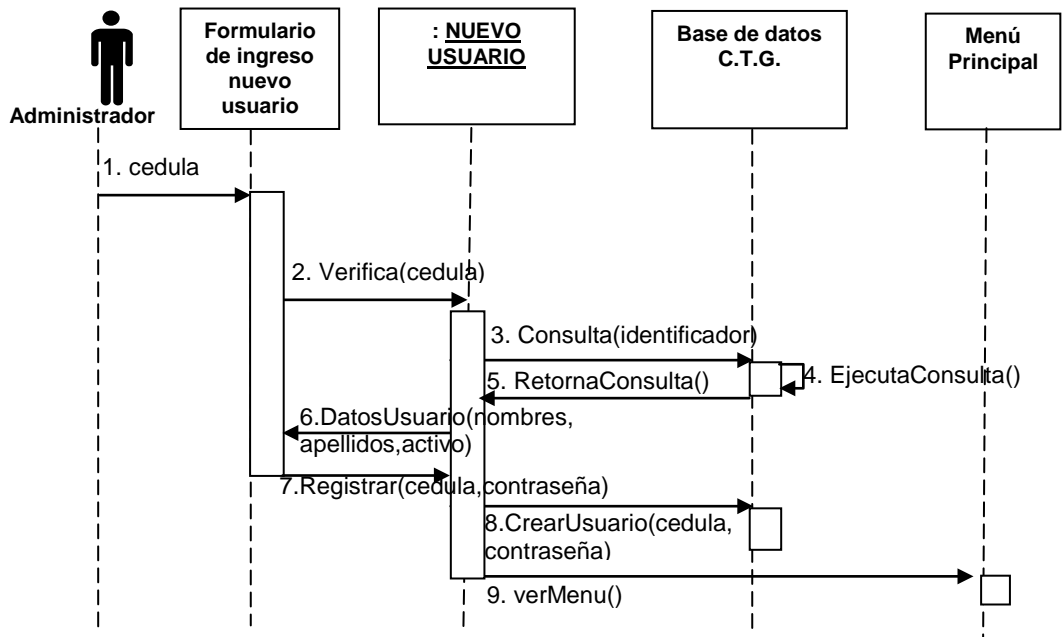 Formulario
de ingreso
nuevo
usuario
: NUEVO
USUARIO
Base de datos
C.T.G.
Menú
Principal
Administrador
1. cedula
2. Verifica(cedula)
3. Consulta(identificador)
4. EjecutaConsulta()
5. RetornaConsulta()
6.DatosUsuario(nombres,
apellidos,activo)
7.Registrar(cedula,contraseña)
8.CrearUsuario(cedula,
contraseña)
9. verMenu()